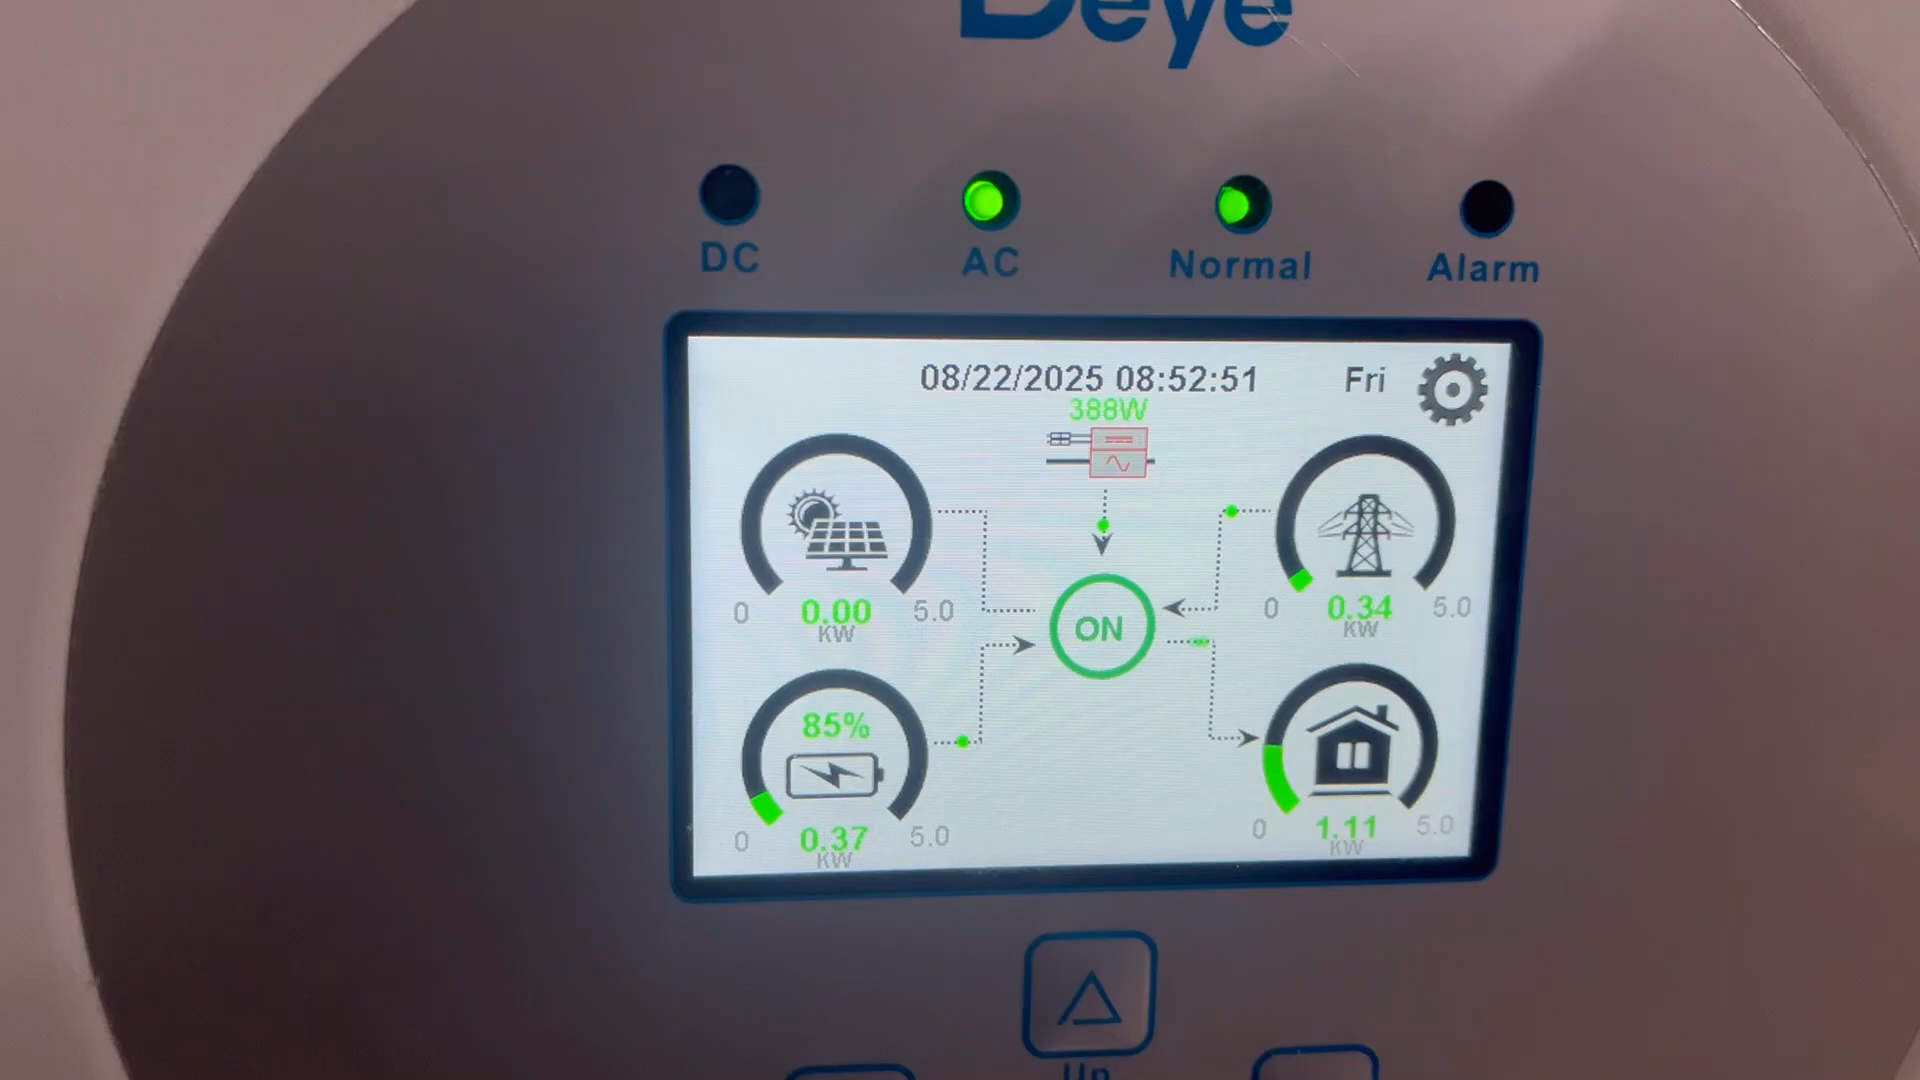 Deye
DC
AC
Normal
Alarm
08/22/2025 08:52:51
Fri
388W
0
0.00
5.0
KW
0
0.34
5.0
KW
ON
85%
0
0.37
5.0
KW
0
1.11
5.0
KW
Up